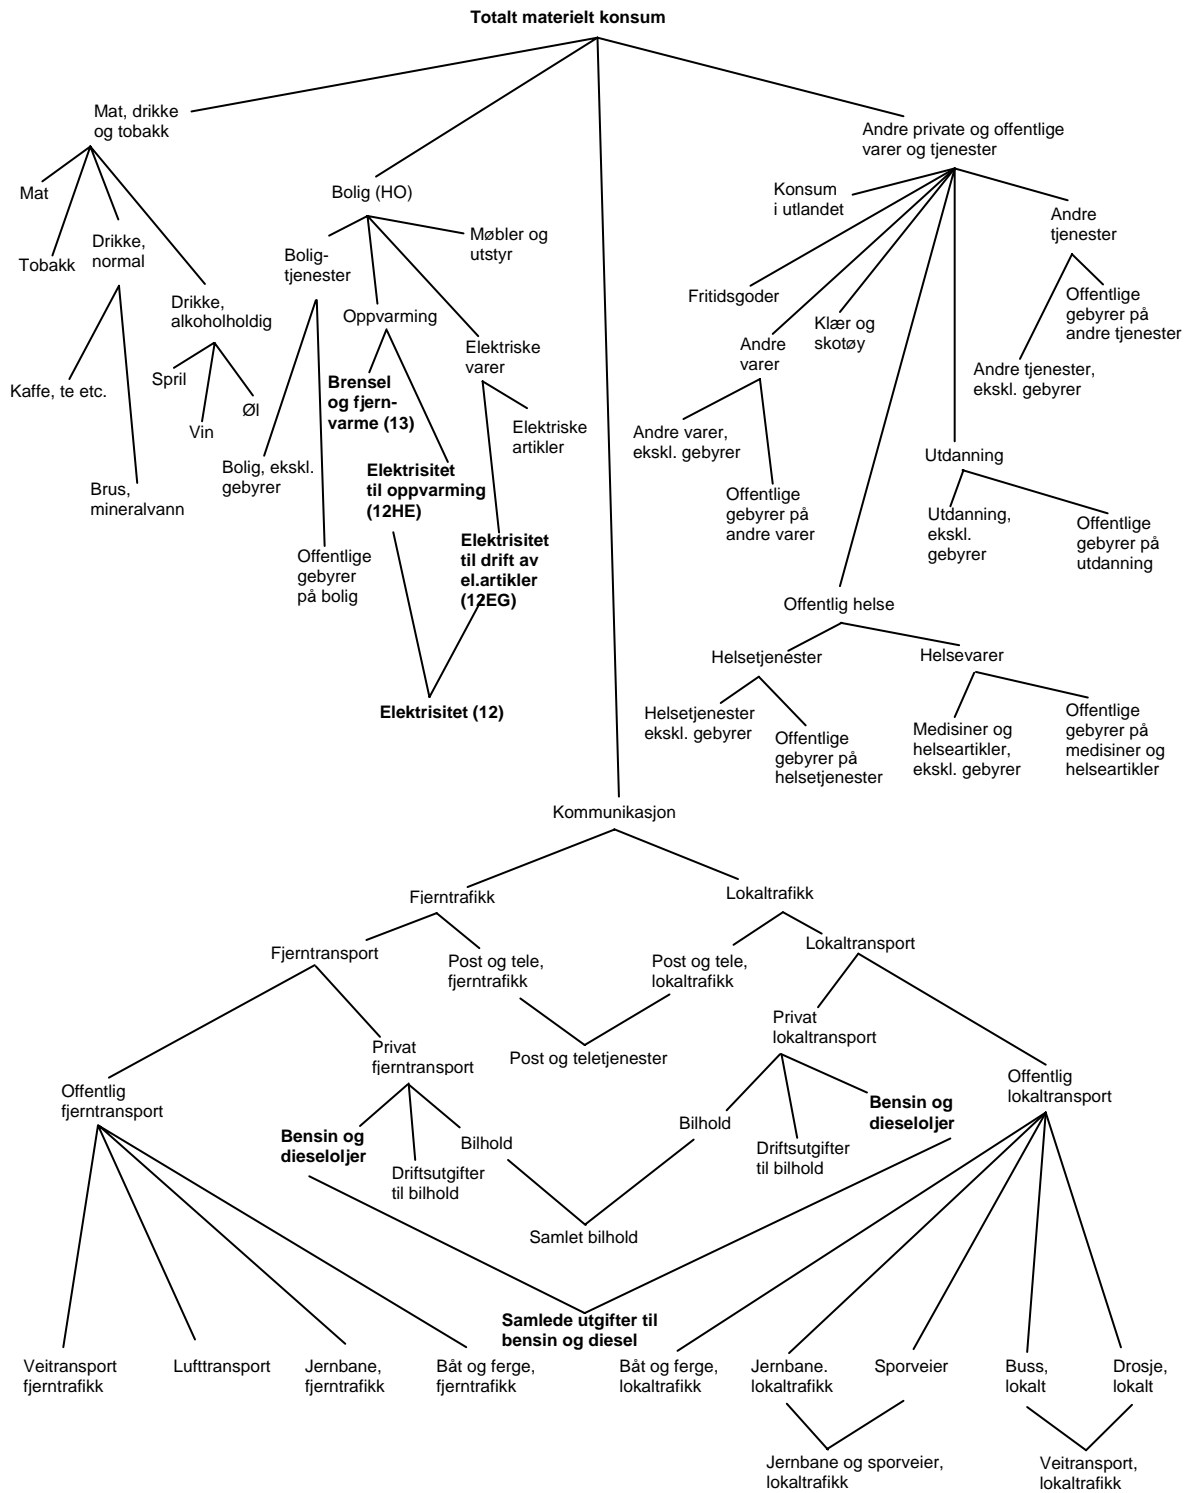 Totalt materielt konsum
Mat, drikke
og tobakk
Andre private og offentlige
varer og tjenester
Mat
Tobakk
Drikke,
normal
Drikke,
alkoholholdig
Kaffe, te etc.
Brus,
mineralvann
Spril
Vin
Øl
Bolig (HO)
Bolig-
tjenester
Oppvarming
Møbler og
utstyr
Elektriske
varer
Brensel
og fjern-
varme (13)
Elektriske
artikler
Bolig, ekskl.
gebyrer
Elektrisitet
til oppvarming
(12HE)
Offentlige
gebyrer
på bolig
Elektrisitet
til drift av
el.artikler
(12EG)
Elektrisitet (12)
Konsum
i utlandet
Andre
tjenester
Fritidsgoder
Klær og
skotøy
Offentlige
gebyrer på
andre tjenester
Andre
varer
Andre tjenester,
ekskl. gebyrer
Andre varer,
ekskl. gebyrer
Offentlige
gebyrer på
andre varer
Utdanning
Utdanning,
ekskl.
gebyrer
Offentlige
gebyrer på
utdanning
Offentlig helse
Helsetjenester
Helsevarer
Helsetjenester
ekskl. gebyrer
Offentlige
gebyrer på
helsetjenester
Medisiner og
helseartikler,
ekskl. gebyrer
Offentlige
gebyrer på
medisiner og
helseartikler
Kommunikasjon
Fjerntrafikk
Lokaltrafikk
Fjerntransport
Post og tele,
fjerntrafikk
Post og tele,
lokaltrafikk
Lokaltransport
Privat
fjerntransport
Post og teletjenester
Privat
lokaltransport
Offentlig
fjerntransport
Offentlig
lokaltransport
Bensin og
dieseloljer
Driftsutgifter
til bilhold
Bilhold
Bilhold
Driftsutgifter
til bilhold
Bensin og
dieseloljer
Samlet bilhold
Samlede utgifter til
bensin og diesel
Veitransport
fjerntrafikk
Lufttransport
Jernbane,
fjerntrafikk
Båt og ferge,
fjerntrafikk
Båt og ferge,
lokaltrafikk
Jernbane.
lokaltrafikk
Sporveier
Buss,
lokalt
Drosje,
lokalt
Jernbane og sporveier,
lokaltrafikk
Veitransport,
lokaltrafikk